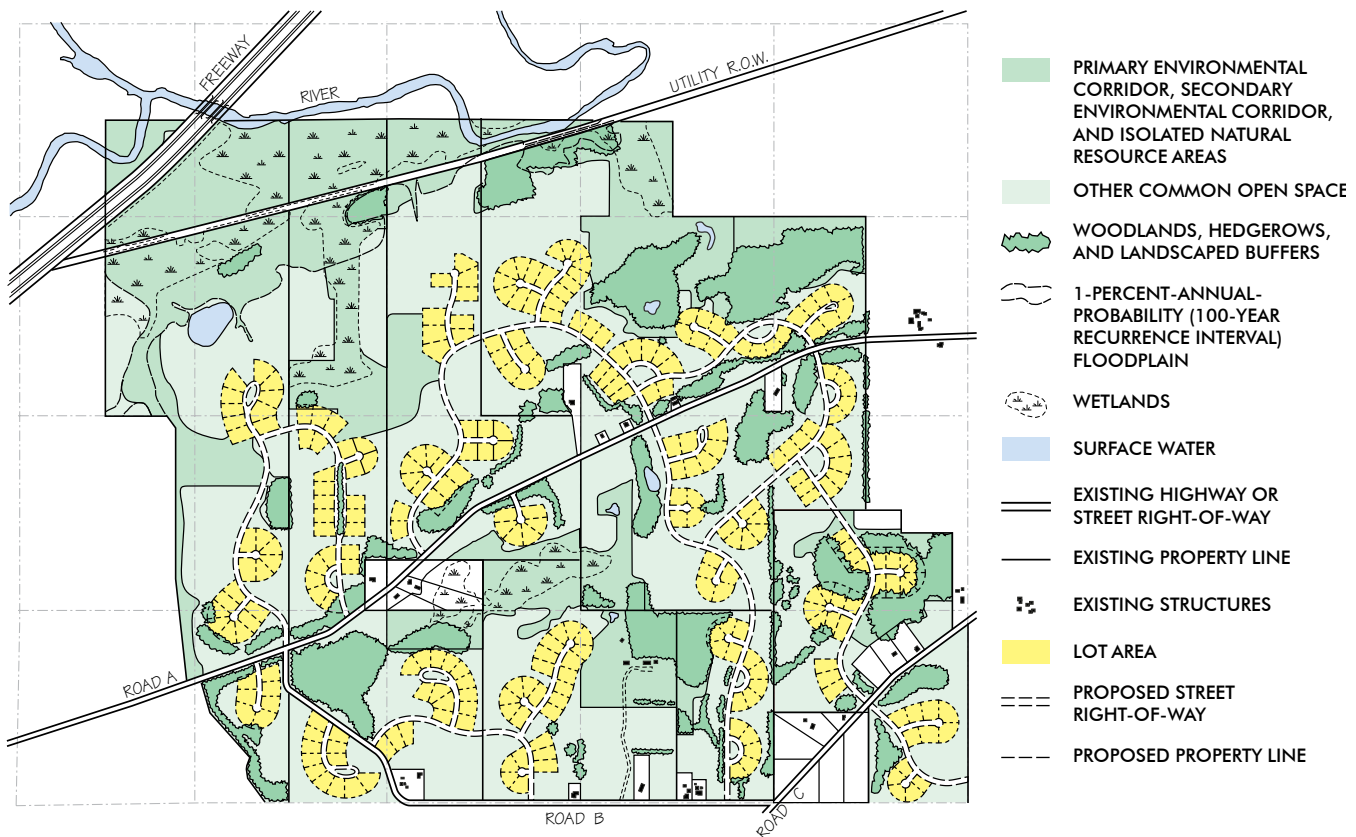 FREEWAY
RIVER
UTILITY R.O.W.
ROAD A
ROAD B
ROAD C
PRIMARY ENVIRONMENTAL
CORRIDOR, SECONDARY
ENVIRONMENTAL CORRIDOR,
AND ISOLATED NATURAL
RESOURCE AREAS
OTHER COMMON OPEN SPACE
WOODLANDS, HEDGEROWS,
AND LANDSCAPED BUFFERS
1-PERCENT-ANNUAL-
PROBABILITY (100-YEAR
RECURRENCE INTERVAL)
FLOODPLAIN
WETLANDS
SURFACE WATER
EXISTING HIGHWAY OR
STREET RIGHT-OF-WAY
EXISTING PROPERTY LINE
EXISTING STRUCTURES
LOT AREA
PROPOSED STREET
RIGHT-OF-WAY
PROPOSED PROPERTY LINE